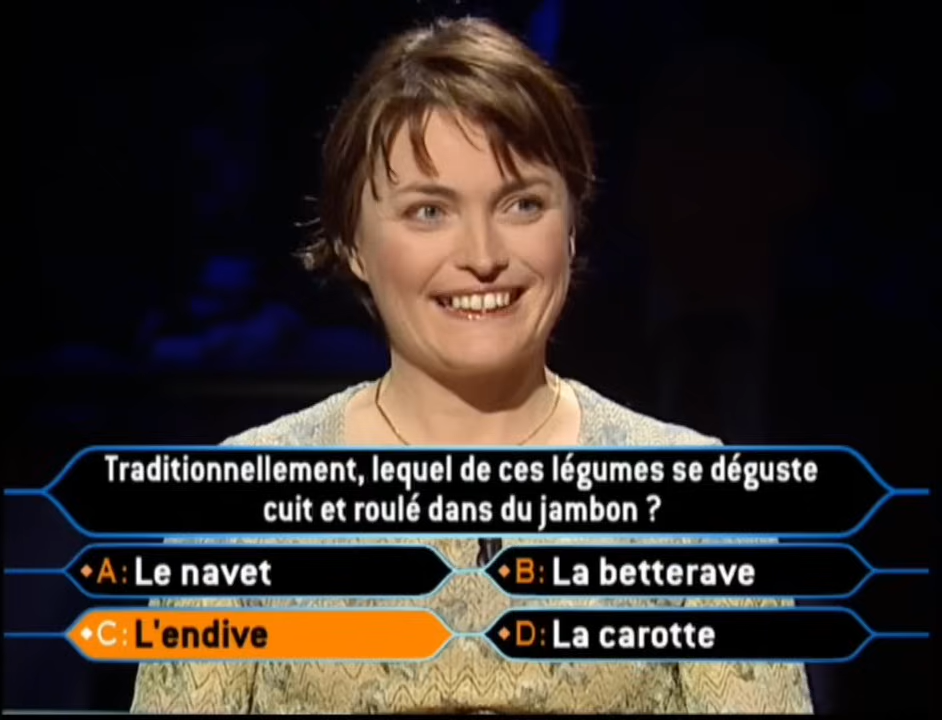 Traditionnellement, lequel de ces légumes se déguste
cuit et roulé dans du jambon ?
A: Le navet
B: La betterave
C: L'endive
D: La carotte